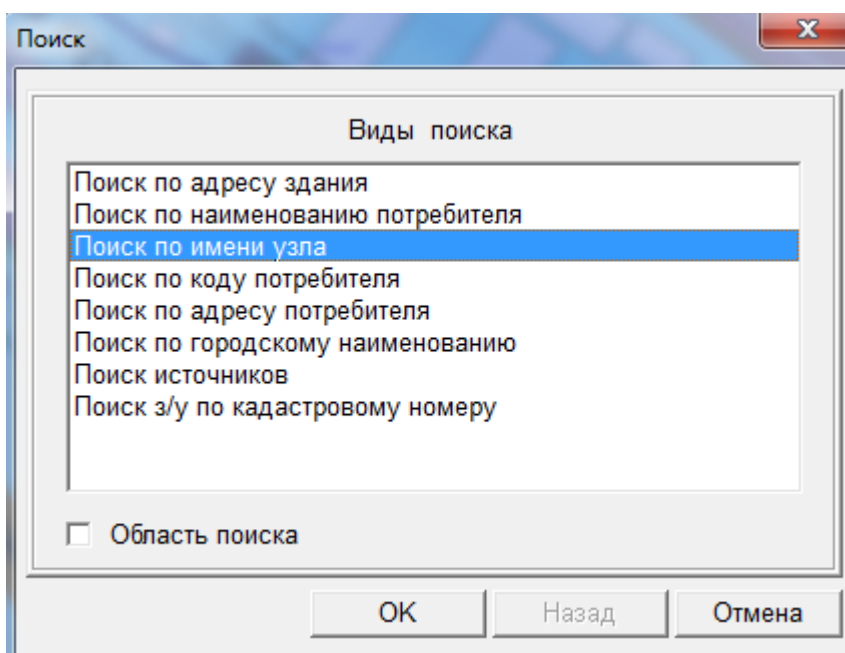 Поиск
Виды поиска
Поиск по адресу здания
Поиск по наименованию потребителя
Поиск по имени узла
Поиск по коду потребителя
Поиск по адресу потребителя
Поиск по городскому наименованию
Поиск источников
Поиск з/у по кадастровому номеру
Область поиска
OK Назад Отмена